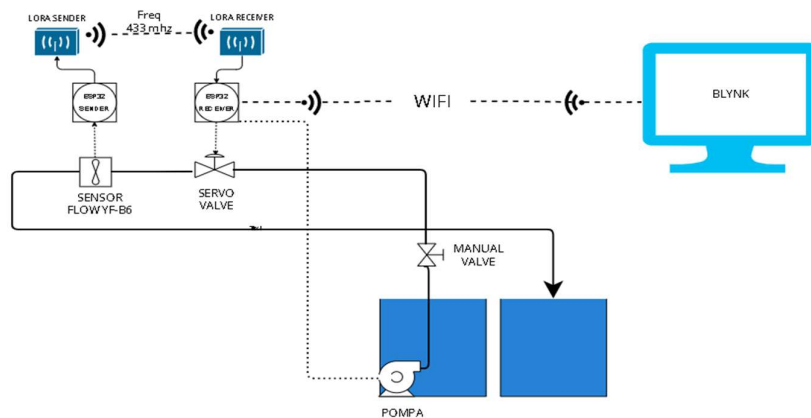 LORA SENDER
Freq
433 mhz
LORA RECEIVER
ESP32
SENDER
ESP32
RECEIVER
WIFI
BLYNK
SENSOR
FLOWYF-B6
SERVO
VALVE
MANUAL
VALVE
POMPA